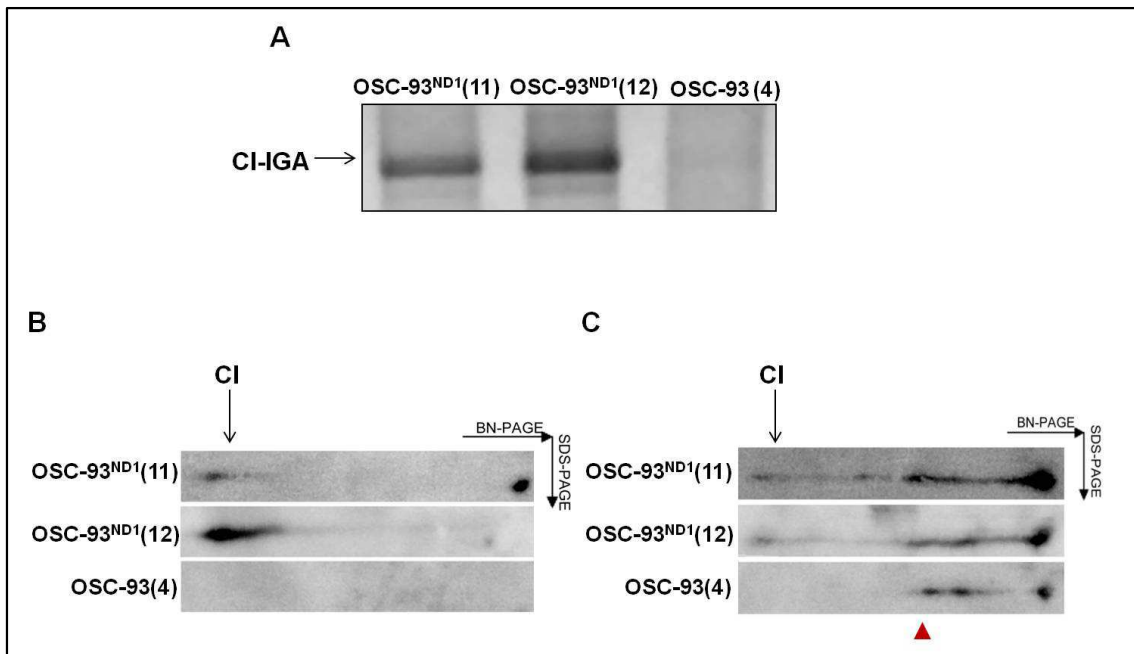 A
OSC-93ND1(11) OSC-93ND1(12) OSC-93 (4)
CI-IGA
B
C
CI
CI
BN-PAGE
SDS-PAGE
BN-PAGE
SDS-PAGE
OSC-93ND1(11)
OSC-93ND1(12)
OSC-93(4)
OSC-93ND1(11)
OSC-93ND1(12)
OSC-93(4)